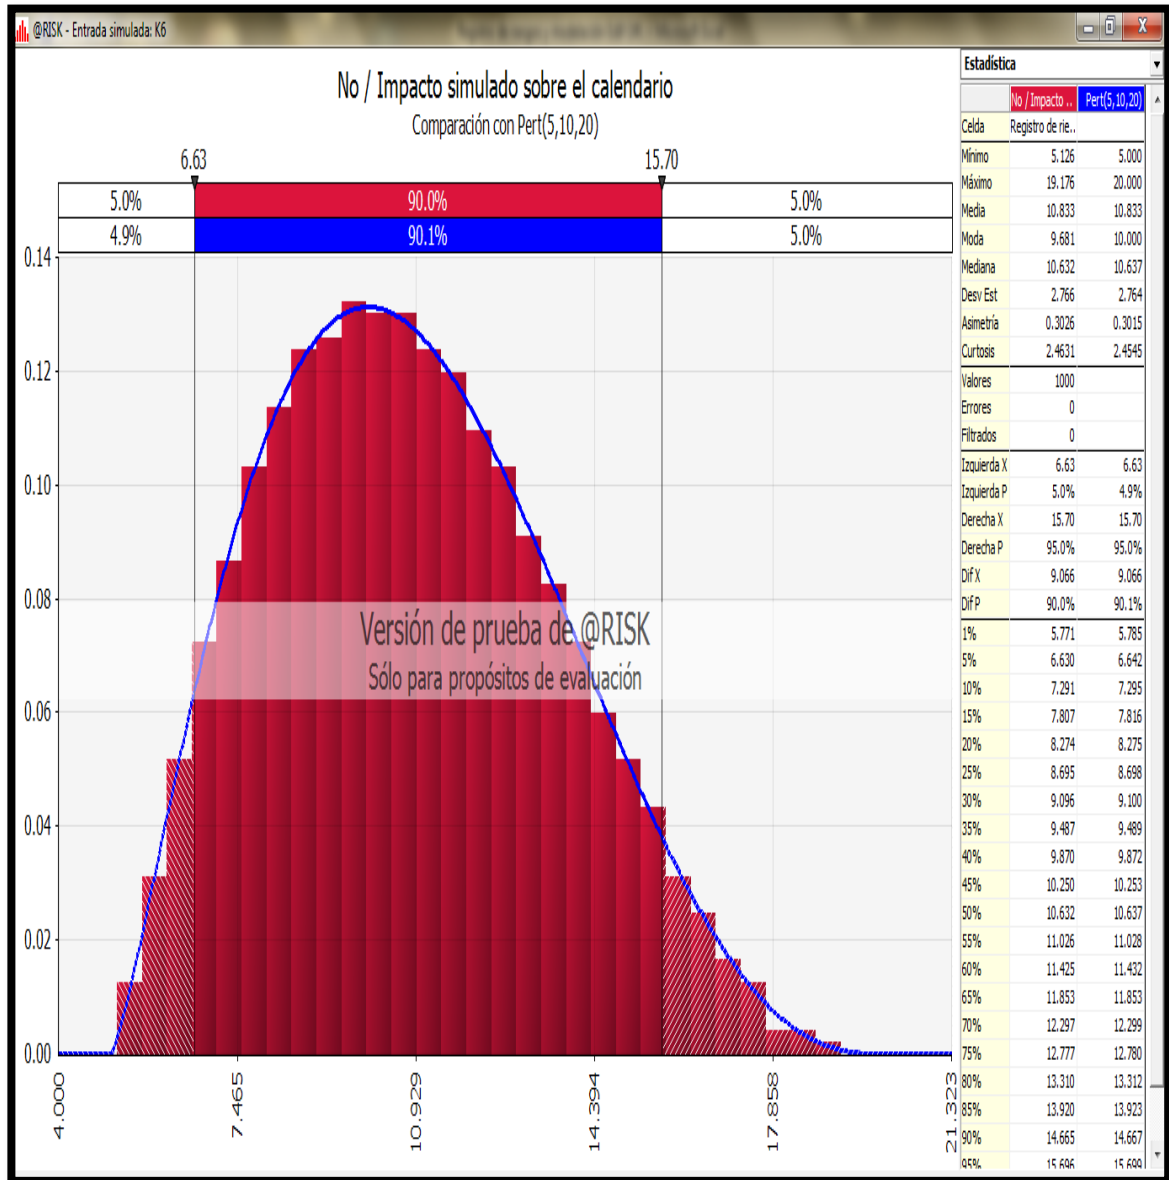 @RISK - Entrada simulada: K6
No / Impacto simulado sobre el calendario
Comparación con Pert(5,10,20)
6.63 15.70
5.0% 90.0% 5.0%
4.9% 90.1% 5.0%
0.14
0.12
0.10
0.08
0.06
0.04
0.02
0.00
4.000 7.465 10.929 14.394 17.858 21.323
Versión de prueba de @RISK
Sólo para propósitos de evaluación
Estadística
No / Impacto .. Pert(5,10,20)
Celda Registro de rie..
Mínimo 5.126 5.000
Máximo 19.176 20.000
Media 10.833 10.833
Moda 9.681 10.000
Mediana 10.632 10.637
Desv Est 2.766 2.764
Asimetría 0.3026 0.3015
Curtosis 2.4631 2.4545
Valores 1000
Errores 0
Filtrados 0
Izquierda X 6.63 6.63
Izquierda P 5.0% 4.9%
Derecha X 15.70 15.70
Derecha P 95.0% 95.0%
Dif X 9.066 9.066
Dif P 90.0% 90.1%
1% 5.771 5.785
5% 6.630 6.642
10% 7.291 7.295
15% 7.807 7.816
20% 8.274 8.275
25% 8.695 8.698
30% 9.096 9.100
35% 9.487 9.489
40% 9.870 9.872
45% 10.250 10.253
50% 10.632 10.637
55% 11.026 11.028
60% 11.425 11.432
65% 11.853 11.853
70% 12.297 12.299
75% 12.777 12.780
80% 13.310 13.312
85% 13.920 13.923
90% 14.665 14.667
95% 15.696 15.699